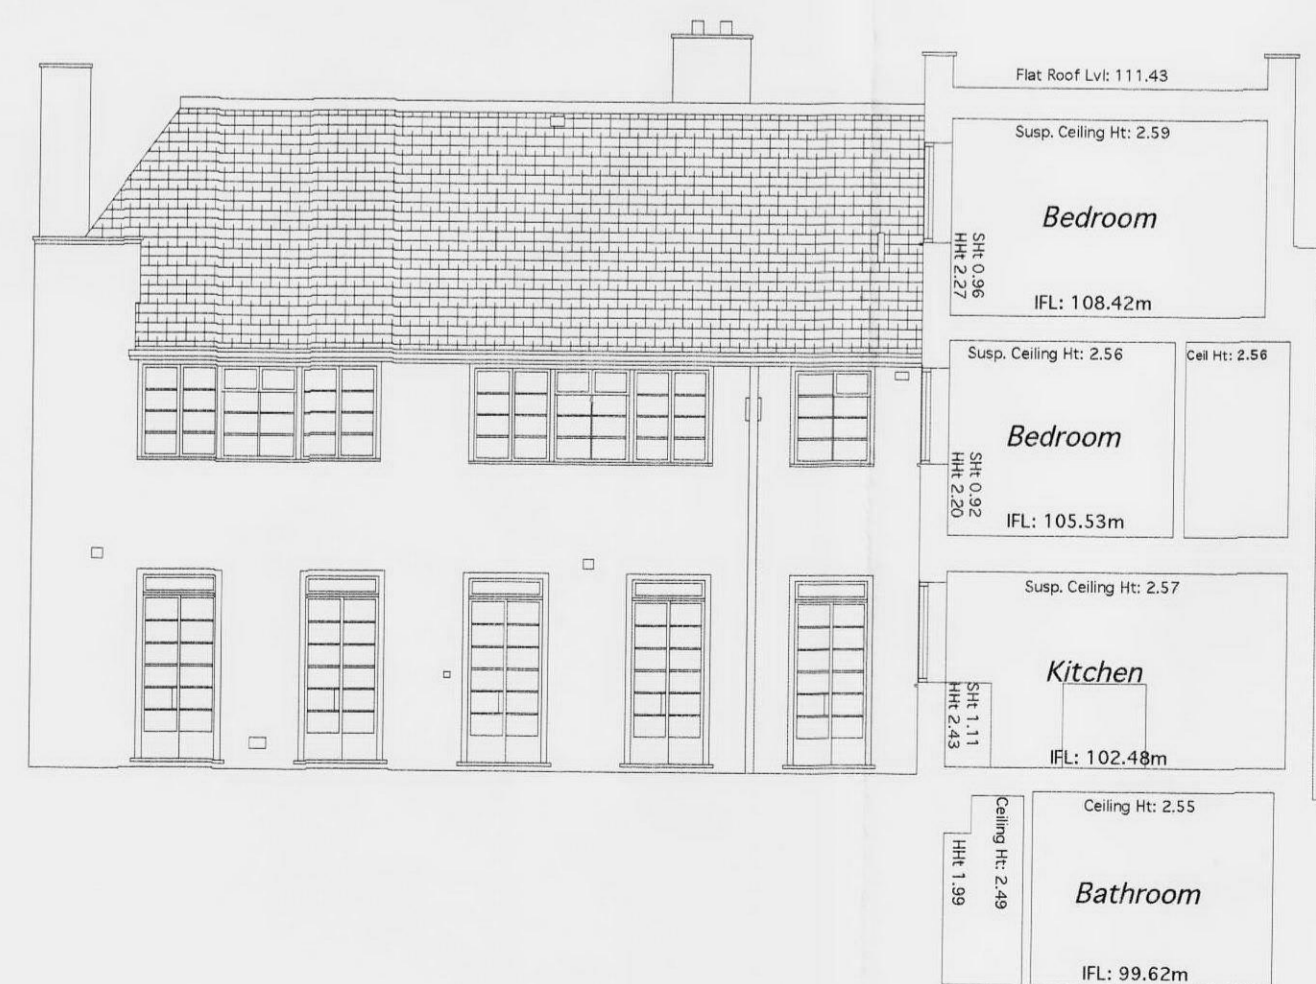 Flat Roof Lvl: 111.43
Susp. Ceiling Ht: 2.59
Bedroom
SHt 0.96
HHt 2.27
IFL: 108.42m
Susp. Ceiling Ht: 2.56
Ceil Ht: 2.56
Bedroom
SHt 0.92
HHt 2.20
IFL: 105.53m
Susp. Ceiling Ht: 2.57
Kitchen
SHt 1.11
HHt 2.43
IFL: 102.48m
Ceiling Ht: 2.55
Ceiling Ht: 2.49
HHt 1.99
Bathroom
IFL: 99.62m